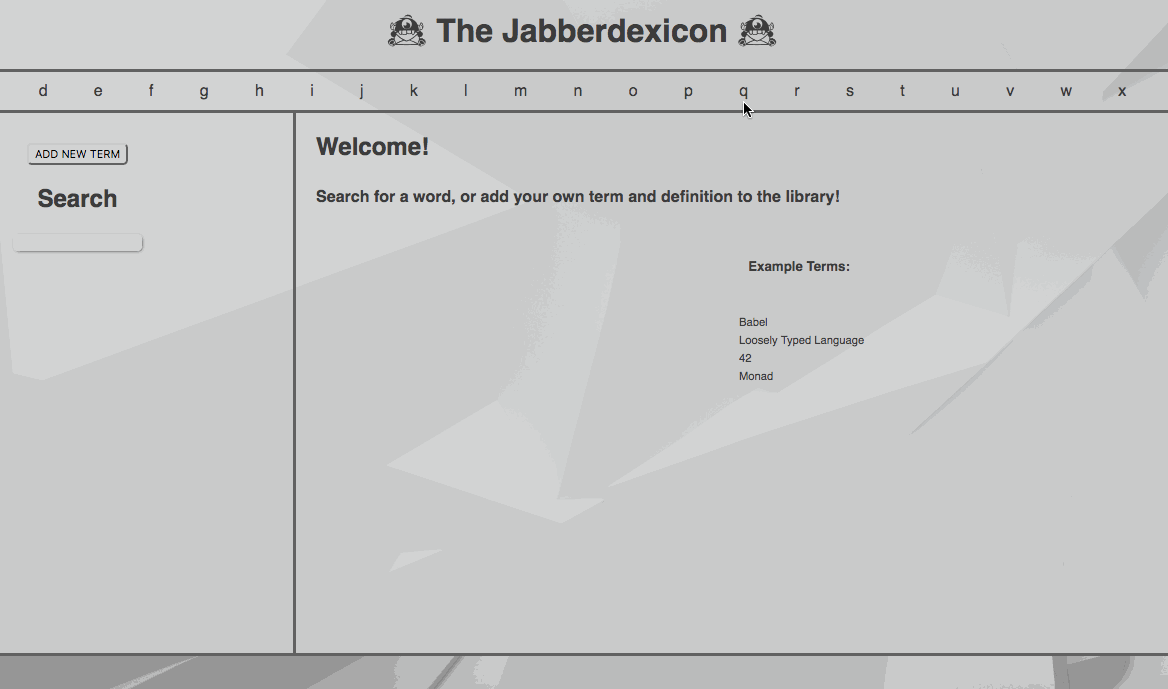 The Jabberdexicon
d e f g h i j k l m n o p q r s t u v w x
ADD NEW TERM
Search
Welcome!
Search for a word, or add your own term and definition to the library!
Example Terms:
Babel
Loosely Typed Language
42
Monad